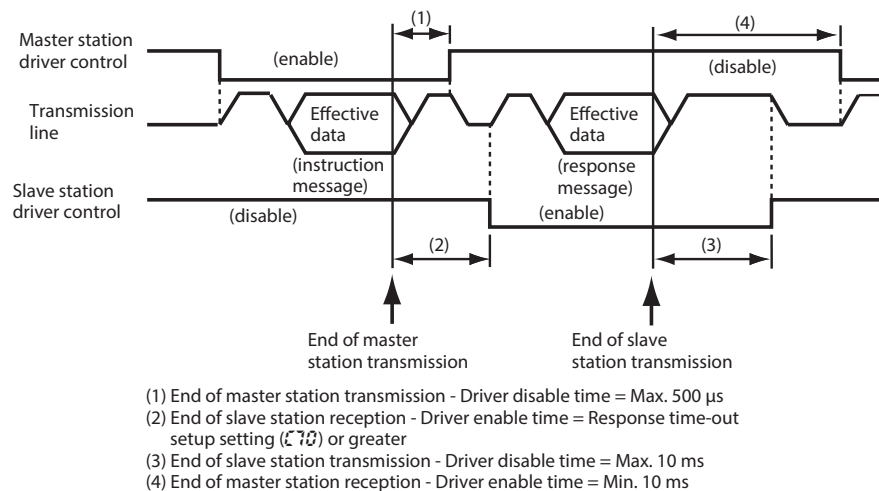 (1)
(4)
Master station
driver control
(enable)
(disable)
Transmission
line
Effective
data
Effective
data
(instruction
message)
(response
message)
Slave station
driver control
(disable)
(enable)
(2)
(3)
End of master
station transmission
End of slave
station transmission
(1) End of master station transmission - Driver disable time = Max. 500 μs
(2) End of slave station reception - Driver enable time = Response time-out
setup setting (C70) or greater
(3) End of slave station transmission - Driver disable time = Max. 10 ms
(4) End of master station reception - Driver enable time = Min. 10 ms